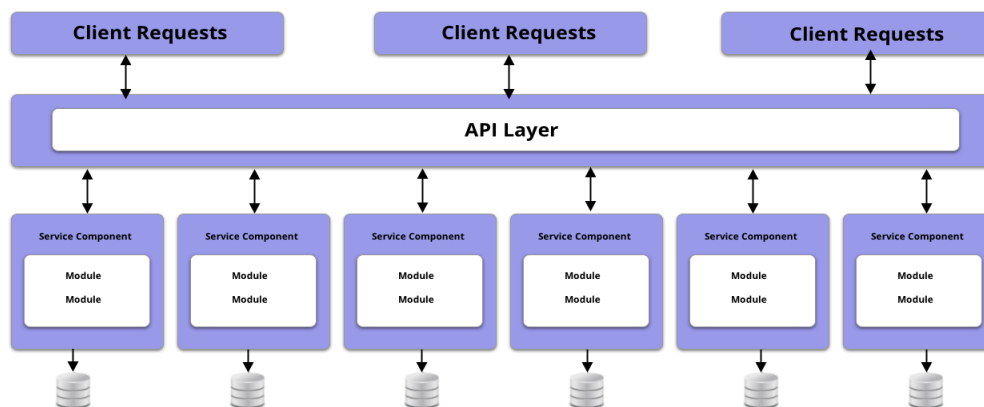 Client Requests
Client Requests
Client Requests
API Layer
Service Component
Module
Module
Service Component
Module
Module
Service Component
Module
Module
Service Component
Module
Module
Service Component
Module
Module
Service Component
Module
Module